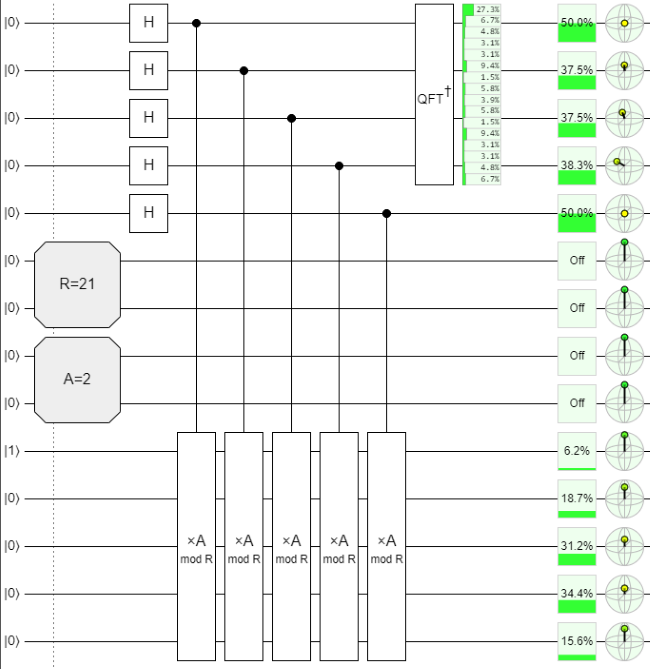 |0⟩ H 50.0%
|0⟩ H 37.5%
|0⟩ H 37.5%
|0⟩ H 38.3%
|0⟩ H 50.0%
QFT†
27.3%
6.7%
4.8%
3.1%
3.1%
9.4%
1.5%
5.8%
3.9%
5.8%
1.5%
9.4%
3.1%
3.1%
4.8%
6.7%
|0⟩ Off
R=21
|0⟩ Off
|0⟩ Off
A=2
|0⟩ Off
|1⟩ 6.2%
|0⟩ 18.7%
|0⟩ 31.2%
×A ×A ×A ×A ×A
mod R mod R mod R mod R mod R
|0⟩ 34.4%
|0⟩ 15.6%